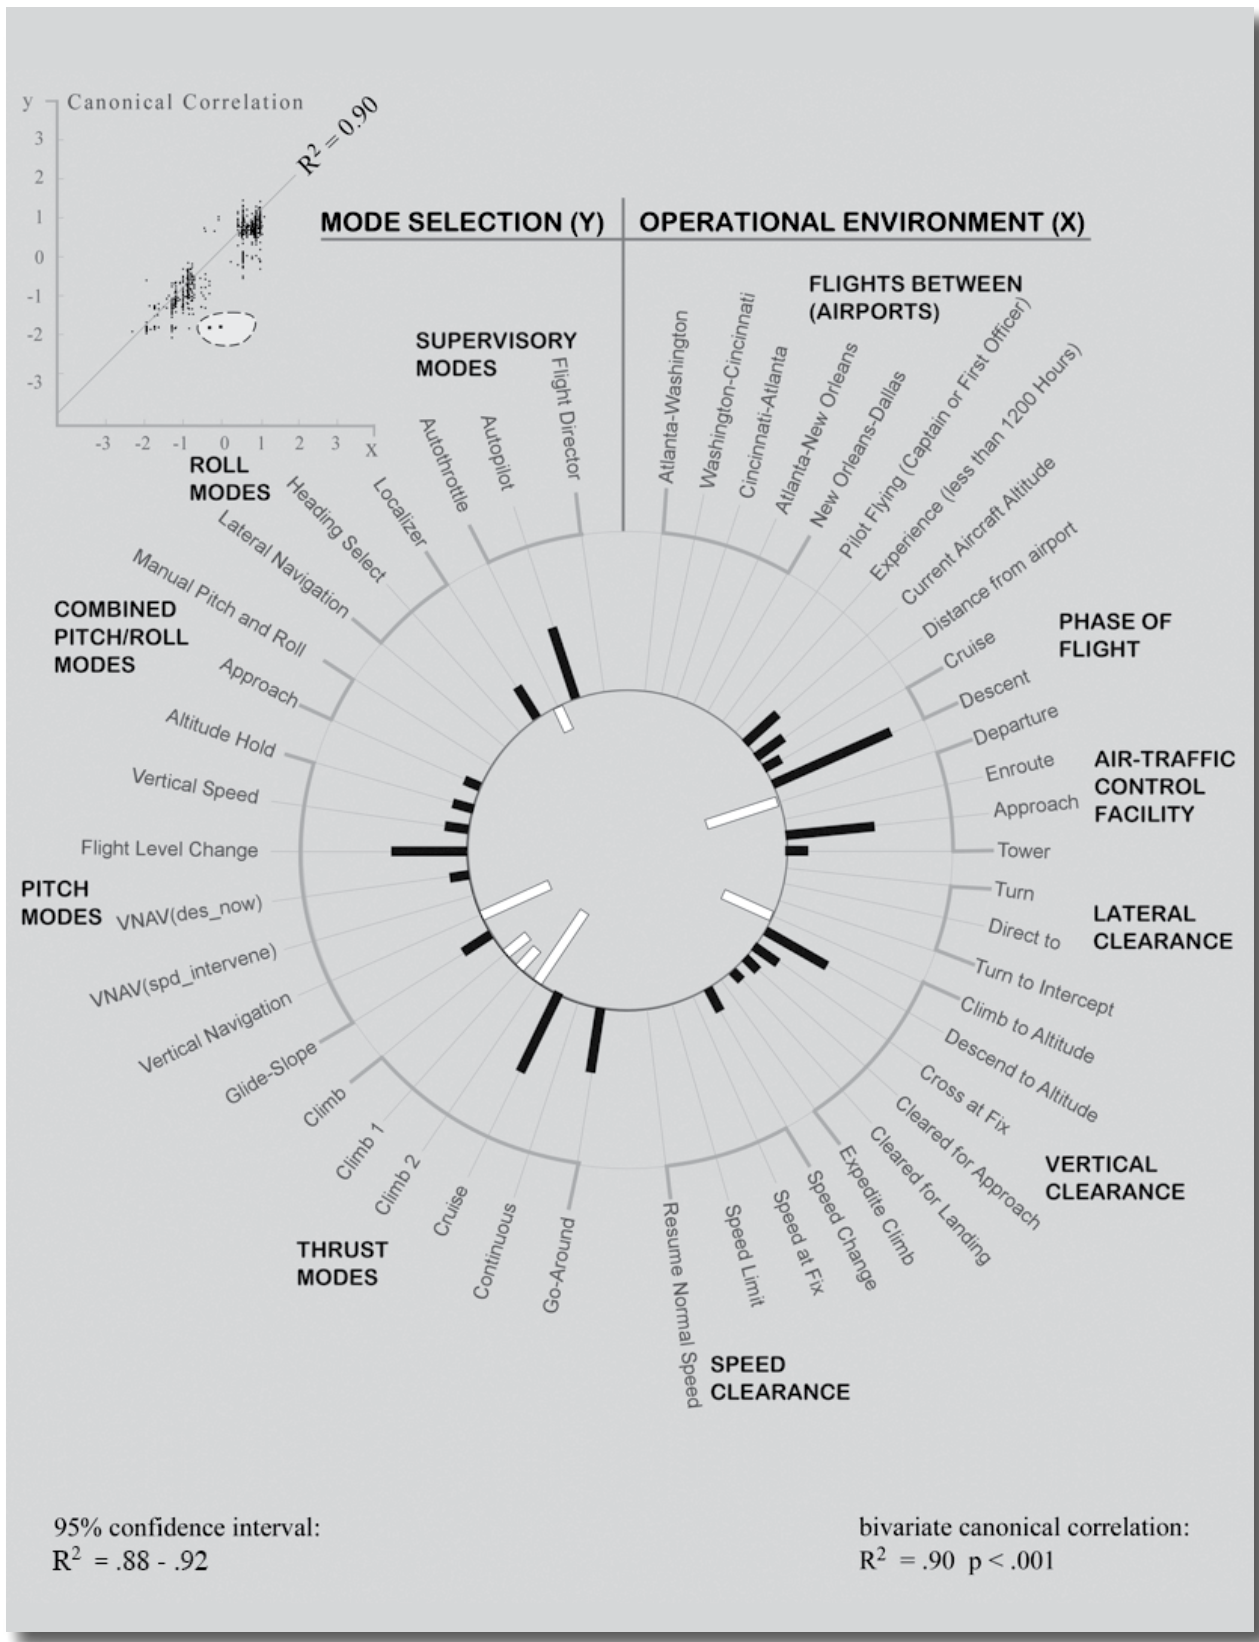 y
Canonical Correlation
R² = 0.90
3
2
1
0
-1
-2
-3
-3 -2 -1 0 1 2 3 x
MODE SELECTION (Y)
OPERATIONAL ENVIRONMENT (X)
SUPERVISORY
MODES
Flight Director
Autopilot
Autothrottle
ROLL
MODES
Localizer
Heading Select
Lateral Navigation
COMBINED
PITCH/ROLL
MODES
Manual Pitch and Roll
Approach
Altitude Hold
Vertical Speed
Flight Level Change
PITCH
MODES
VNAV(des_now)
VNAV(spd_intervene)
Vertical Navigation
Glide-Slope
Climb
Climb 1
Climb 2
Cruise
Continuous
Go-Around
THRUST
MODES
FLIGHTS BETWEEN
(AIRPORTS)
Atlanta-Washington
Washington-Cincinnati
Cincinnati-Atlanta
Atlanta-New Orleans
New Orleans-Dallas
Pilot Flying (Captain or First Officer)
Experience (less than 1200 Hours)
Current Aircraft Altitude
Distance from airport
PHASE OF
FLIGHT
Cruise
Descent
Departure
Enroute
Approach
Tower
AIR-TRAFFIC
CONTROL
FACILITY
Turn
Direct to
Turn to Intercept
LATERAL
CLEARANCE
Climb to Altitude
Descend to Altitude
Cross at Fix
Cleared for Approach
Cleared for Landing
Expedite Climb
VERTICAL
CLEARANCE
Speed Change
Speed at Fix
Speed Limit
Resume Normal Speed
SPEED
CLEARANCE
95% confidence interval:
R² = .88 - .92
bivariate canonical correlation:
R² = .90 p < .001